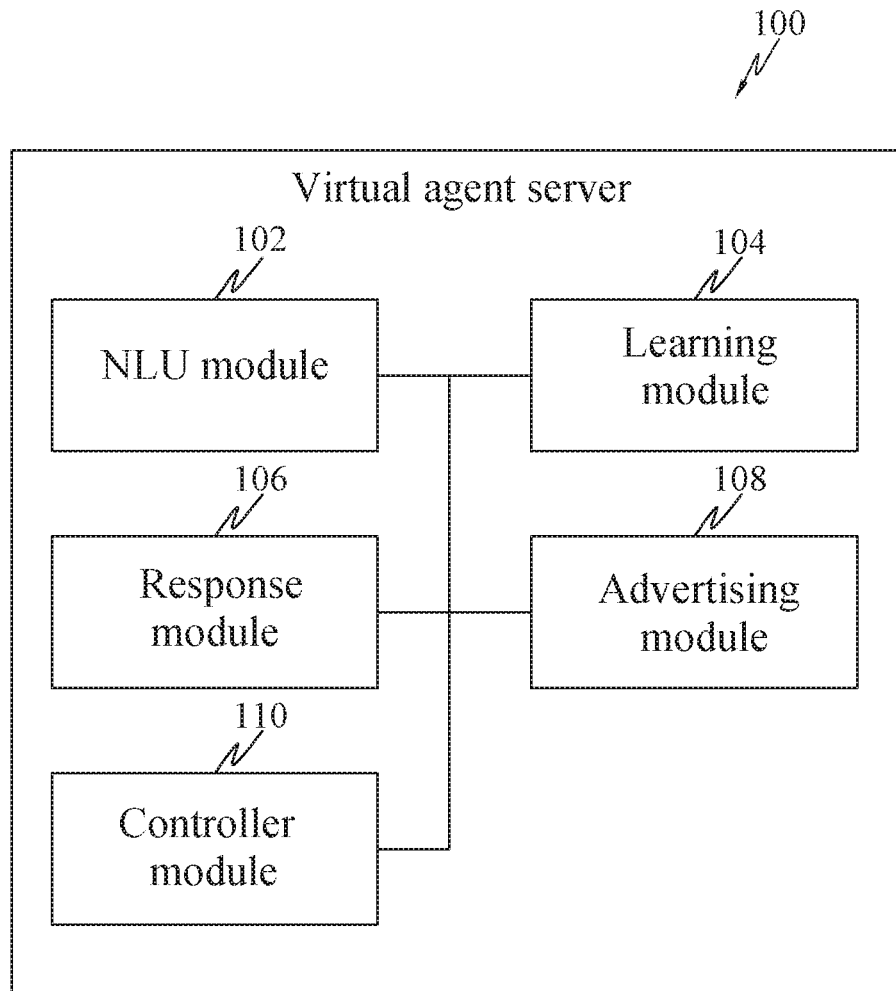 100
Virtual agent server
102
104
NLU module
Learning
module
106
108
Response
module
Advertising
module
110
Controller
module